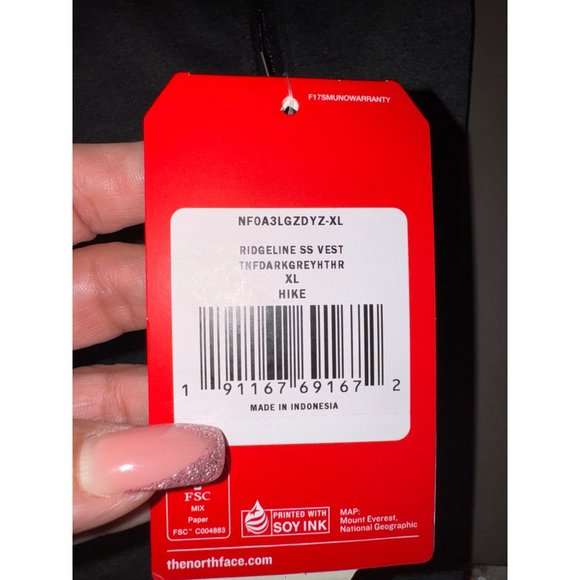 F17SMUNOWARRANTY
NF0A3LGZDYZ-XL
RIDGELINE SS VEST
TNFDARKGREYHTHR
XL
HIKE
1 91167 69167 2
MADE IN INDONESIA
FSC
MIX
Paper
FSC™ C004883
PRINTED WITH
SOY INK
MAP:
Mount Everest,
National Geographic
thenorthface.com